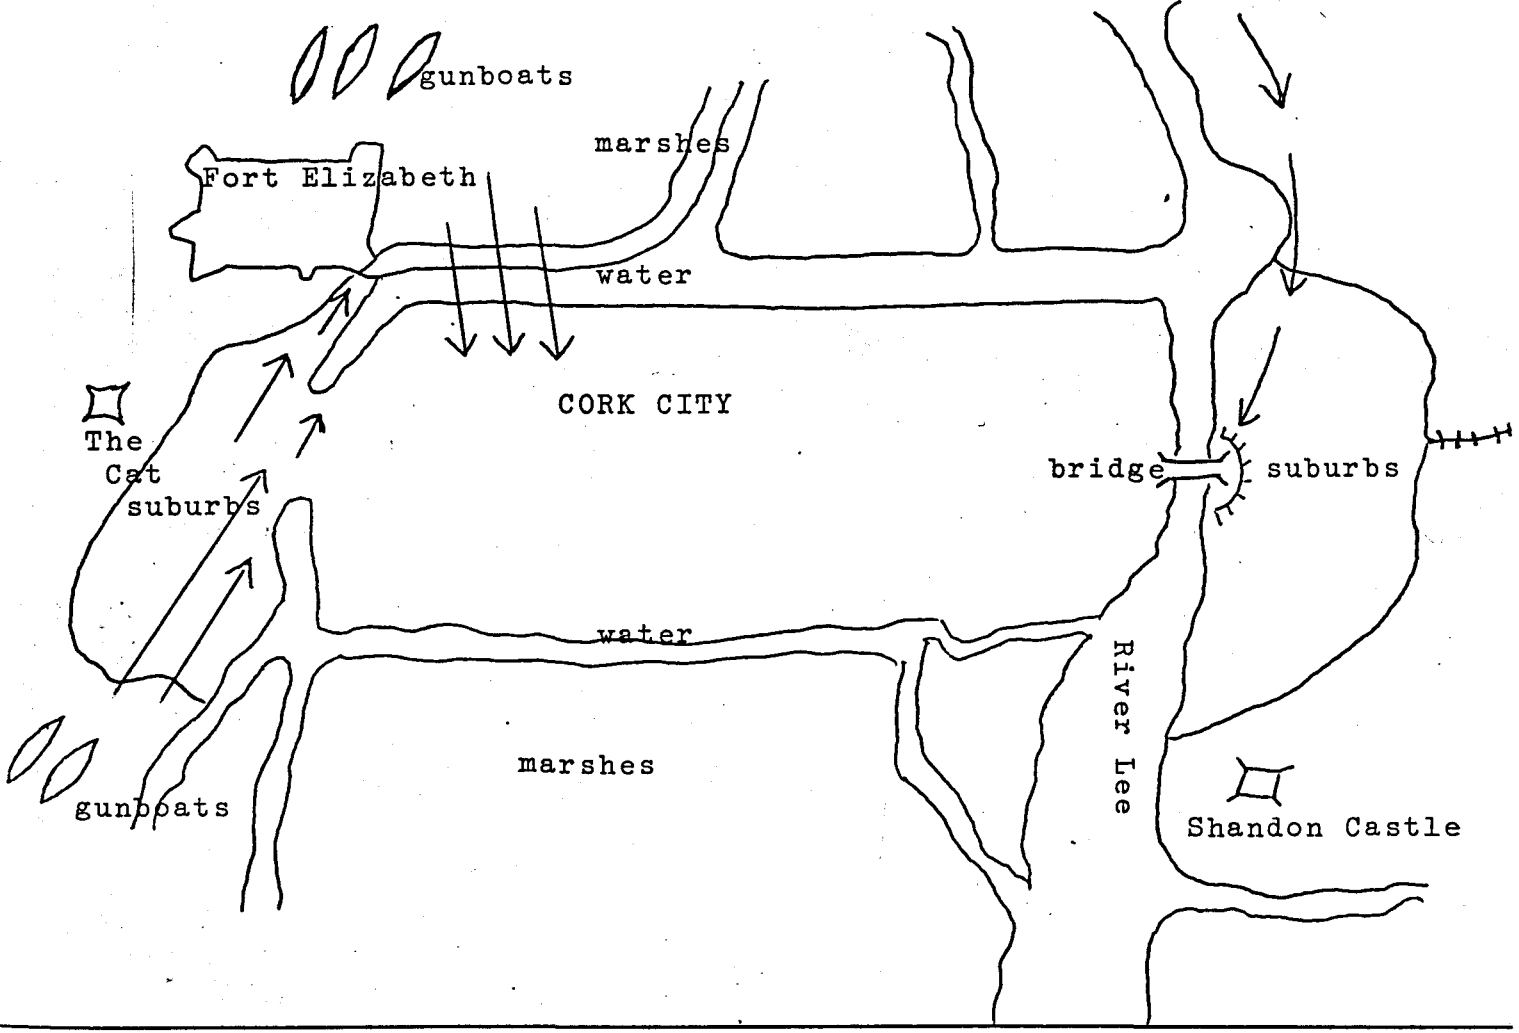 gunboats
marshes
Fort Elizabeth
water
CORK CITY
The
Cat
suburbs
bridge
suburbs
water
River Lee
marshes
gunboats
Shandon Castle